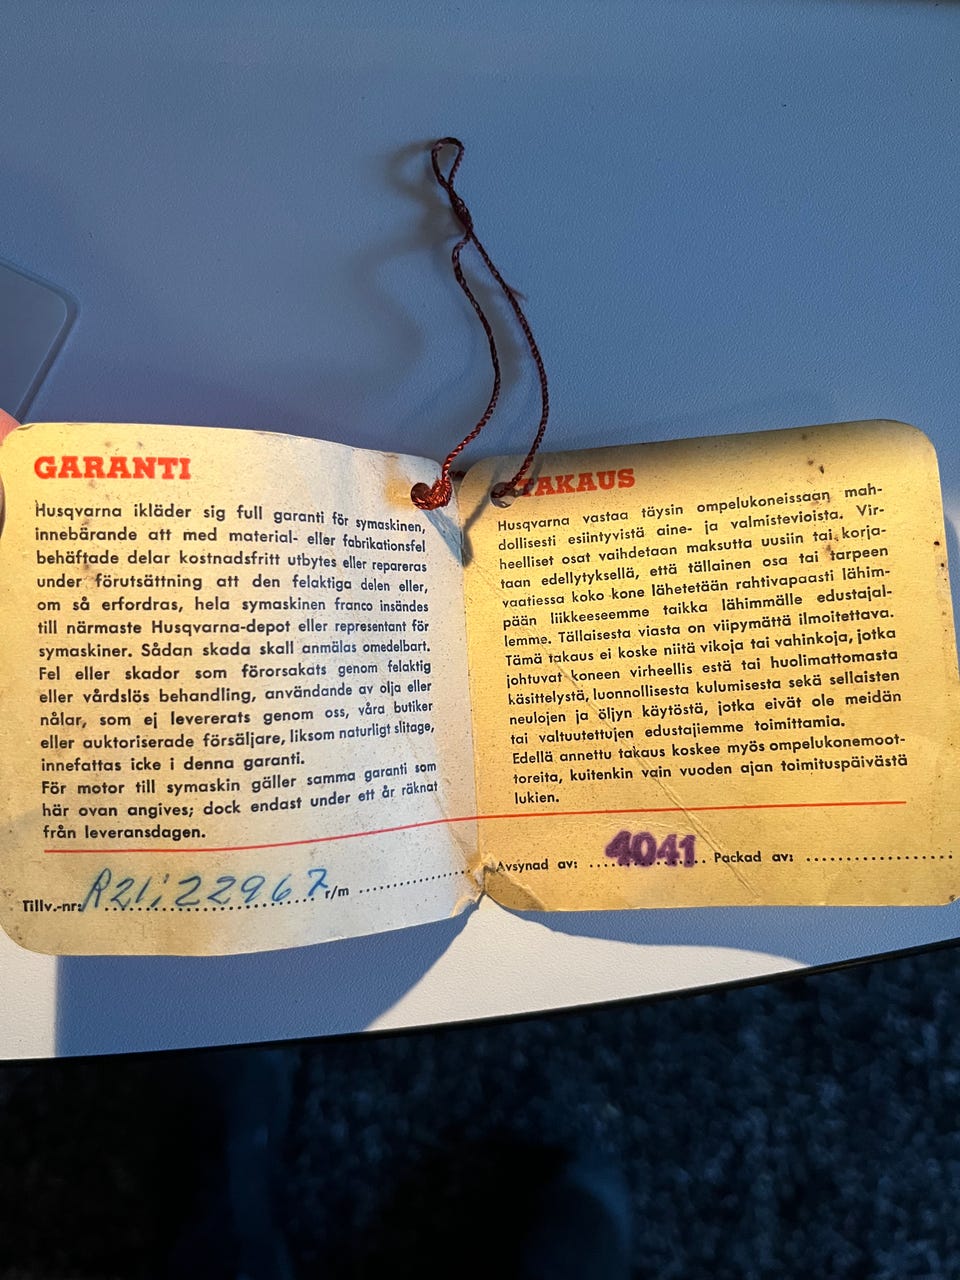 GARANTI
Husqvarna ikläder sig full garanti för symaskinen,
innebärande att med material- eller fabrikationsfel
behäftade delar kostnadsfritt utbytes eller repareras
under förutsättning att den felaktiga delen eller,
om så erfordras, hela symaskinen franco insändes
till närmaste Husqvarna-depot eller representant för
symaskiner. Sådan skada skall anmälas omedelbart.
Fel eller skador som förorsakats genom felaktig
eller vårdslös behandling, användande av olja eller
nålar, som ej levererats genom oss, våra butiker
eller auktoriserade försäljare, liksom naturligt slitage,
innefattas icke i denna garanti.
För motor till symaskin gäller samma garanti som
här ovan angives; dock endast under ett år räknat
från leveransdagen.
Tillv.-nr: R21:22967 r/m
TAKAUS
Husqvarna vastaa täysin ompelukoneissaan mah-
dollisesti esiintyvistä aine- ja valmistevioista. Vir-
heelliset osat vaihdetaan maksutta uusiin tai korja-
taan edellytyksellä, että tällainen osa tai tarpeen
vaatiessa koko kone lähetetään rahtivapaasti lähim-
pään liikkeeseemme taikka lähimmälle edustajal-
lemme. Tällaisesta viasta on viipymättä ilmoitettava.
Tämä takaus ei koske niitä vikoja tai vahinkoja, jotka
johtuvat koneen virheellis estä tai huolimattomasta
käsittelystä, luonnollisesta kulumisesta sekä sellaisten
neulojen ja öljyn käytöstä, jotka eivät ole meidän
tai valtuutettujen edustajiemme toimittamia.
Edellä annettu takaus koskee myös ompelukonemoot-
toreita, kuitenkin vain vuoden ajan toimituspäivästä
lukien.
Avsynad av: 4041 Packad av: